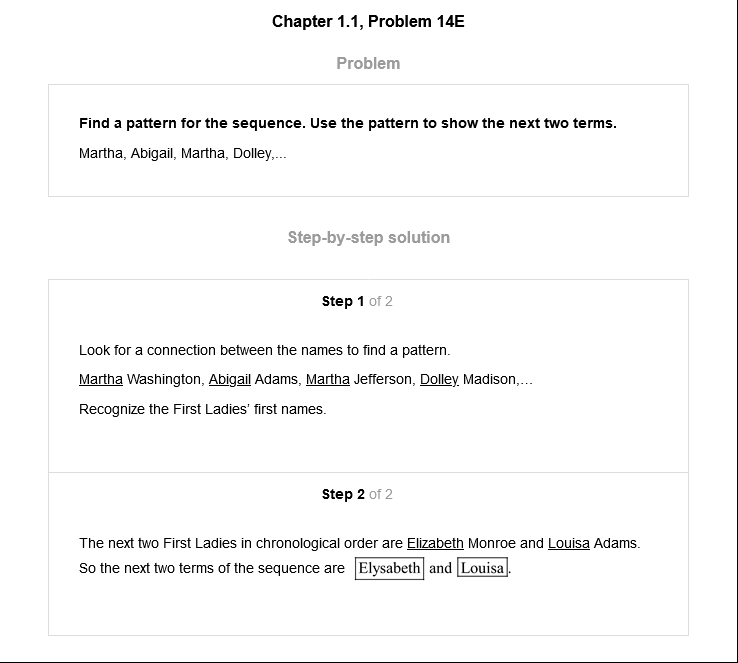 Chapter 1.1, Problem 14E
Problem
Find a pattern for the sequence. Use the pattern to show the next two terms.
Martha, Abigail, Martha, Dolley,...
Step-by-step solution
Step 1 of 2
Look for a connection between the names to find a pattern.
Martha Washington, Abigail Adams, Martha Jefferson, Dolley Madison,…
Recognize the First Ladies’ first names.
Step 2 of 2
The next two First Ladies in chronological order are Elizabeth Monroe and Louisa Adams.
So the next two terms of the sequence are Elysabeth and Louisa.